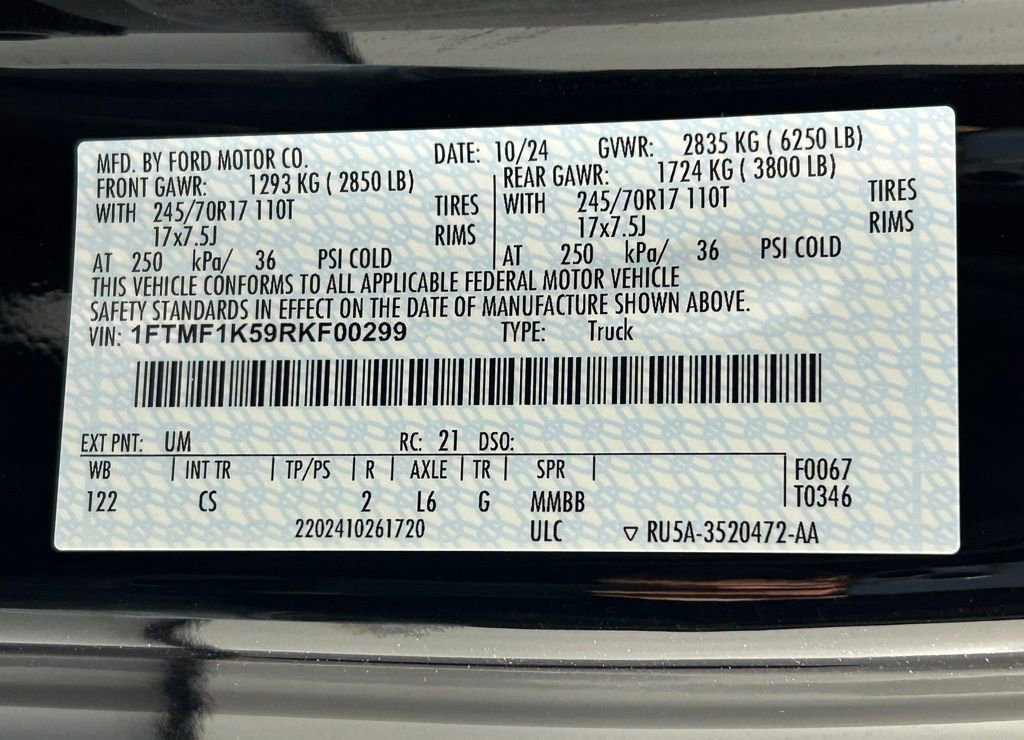 MFD. BY FORD MOTOR CO. DATE: 10/24 GVWR: 2835 KG ( 6250 LB)
FRONT GAWR: 1293 KG ( 2850 LB) REAR GAWR: 1724 KG ( 3800 LB)
WITH 245/70R17 110T TIRES WITH 245/70R17 110T TIRES
17x7.5J RIMS 17x7.5J RIMS
AT 250 kPa/ 36 PSI COLD AT 250 kPa/ 36 PSI COLD
THIS VEHICLE CONFORMS TO ALL APPLICABLE FEDERAL MOTOR VEHICLE
SAFETY STANDARDS IN EFFECT ON THE DATE OF MANUFACTURE SHOWN ABOVE.
VIN: 1FTMF1K59RKF00299 TYPE: Truck
EXT PNT: UM RC: 21 DSO:
WB | INT TR | TP/PS | R | AXLE | TR | SPR | F0067
122 CS 2 L6 G MMBB T0346
2202410261720 ULC ▽ RU5A-3520472-AA